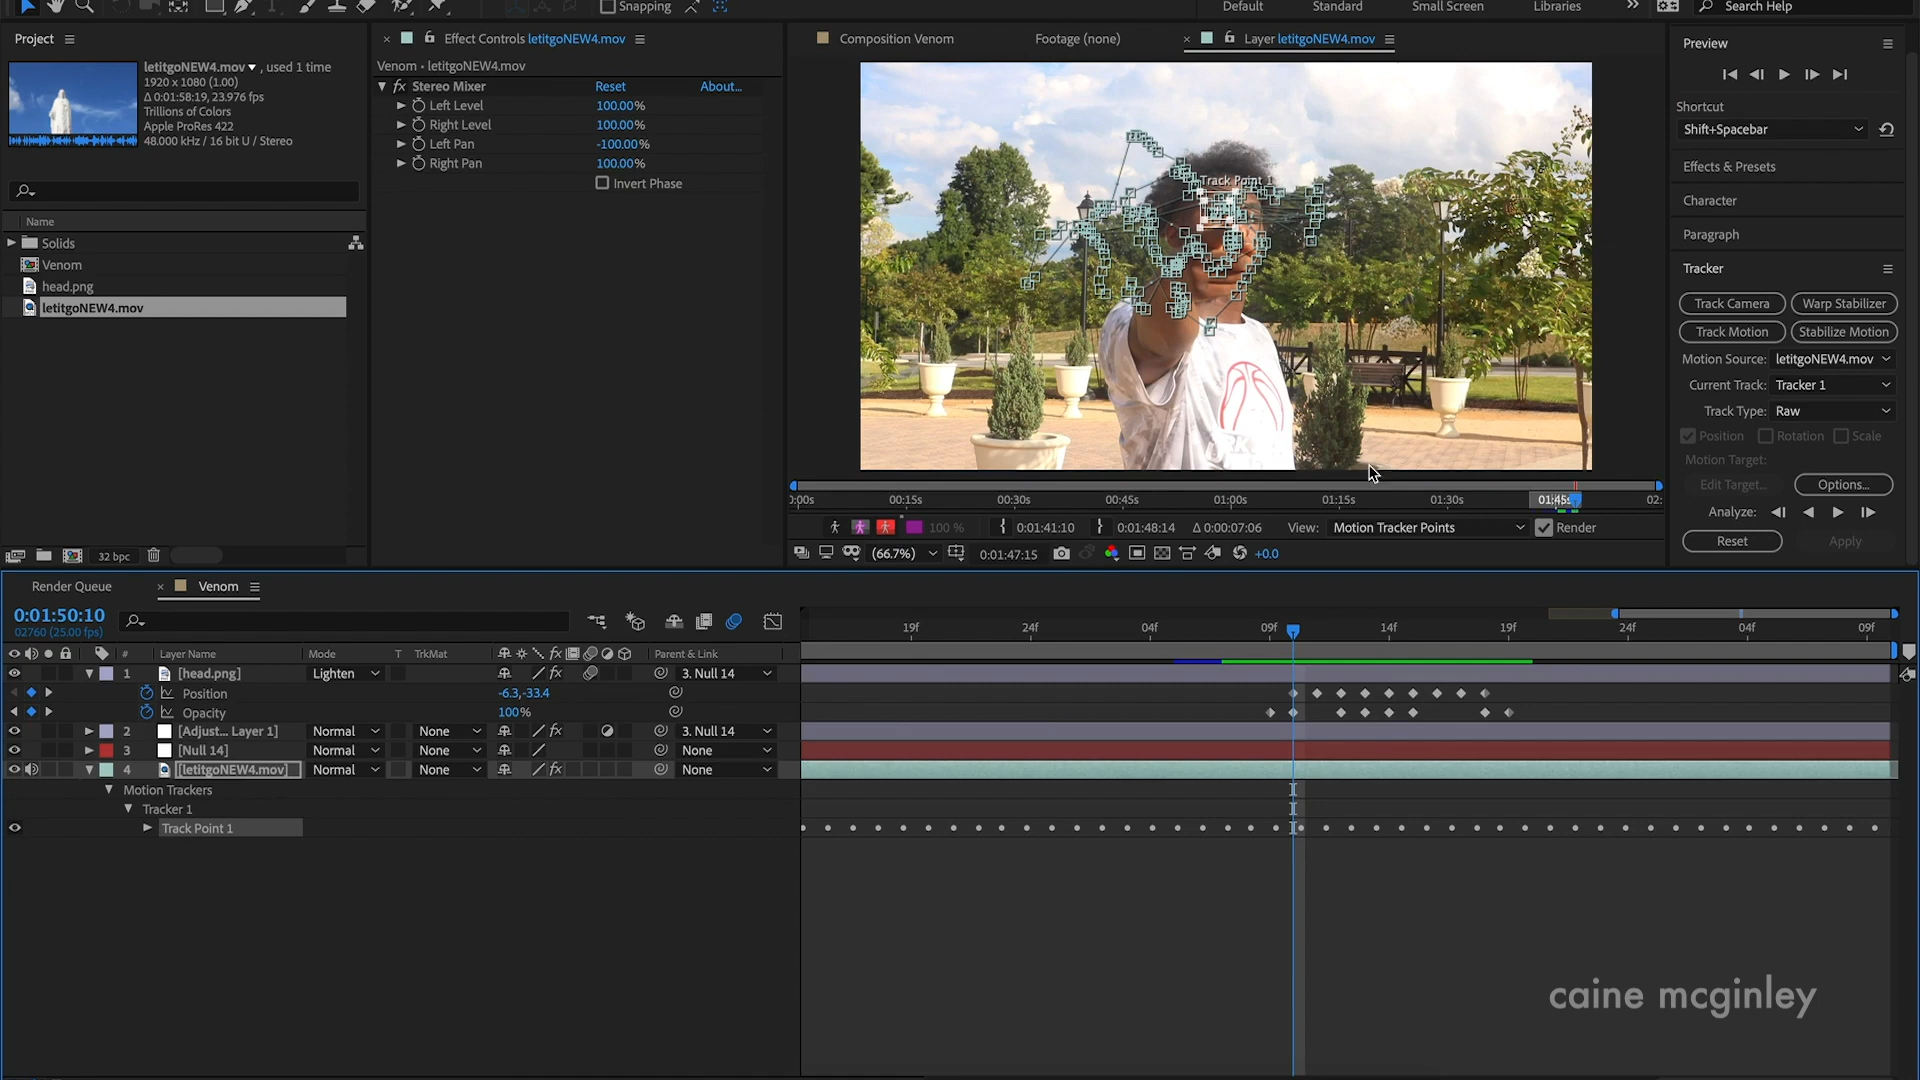 Snapping
Default Standard Small Screen Libraries Search Help
Project
letitgoNEW4.mov , used 1 time
1920 x 1080 (1.00)
Δ 0:01:58:19, 23.976 fps
Trillions of Colors
Apple ProRes 422
48.000 kHz / 16 bit U / Stereo
Name
Solids
Venom
head.png
letitgoNEW4.mov
32 bpc
Effect Controls letitgoNEW4.mov
Venom • letitgoNEW4.mov
fx Stereo Mixer Reset About...
Left Level 100.00%
Right Level 100.00%
Left Pan -100.00%
Right Pan 100.00%
Invert Phase
Composition Venom Footage (none) Layer letitgoNEW4.mov
Track Point 1
00:15s 00:30s 00:45s 01:00s 01:15s 01:30s 01:45s 02:
100 % 0:01:41:10 0:01:48:14 Δ 0:00:07:06 View: Motion Tracker Points Render
(66.7%) 0:01:47:15 +0.0
Preview
Shortcut
Shift+Spacebar
Effects & Presets
Character
Paragraph
Tracker
Track Camera Warp Stabilizer
Track Motion Stabilize Motion
Motion Source: letitgoNEW4.mov
Current Track: Tracker 1
Track Type: Raw
Position Rotation Scale
Motion Target:
Edit Target... Options...
Analyze:
Reset Apply
Render Queue Venom
0:01:50:10
02760 (25.00 fps)
19f 24f 04f 09f 14f 19f 24f 04f 09f
# Layer Name Mode T TrkMat fx Parent & Link
1 [head.png] Lighten fx 3. Null 14
Position -6.3,-33.4
Opacity 100%
2 [Adjust... Layer 1] Normal None fx 3. Null 14
3 [Null 14] Normal None None
4 [letitgoNEW4.mov] Normal None fx None
Motion Trackers
Tracker 1
Track Point 1
caine mcginley